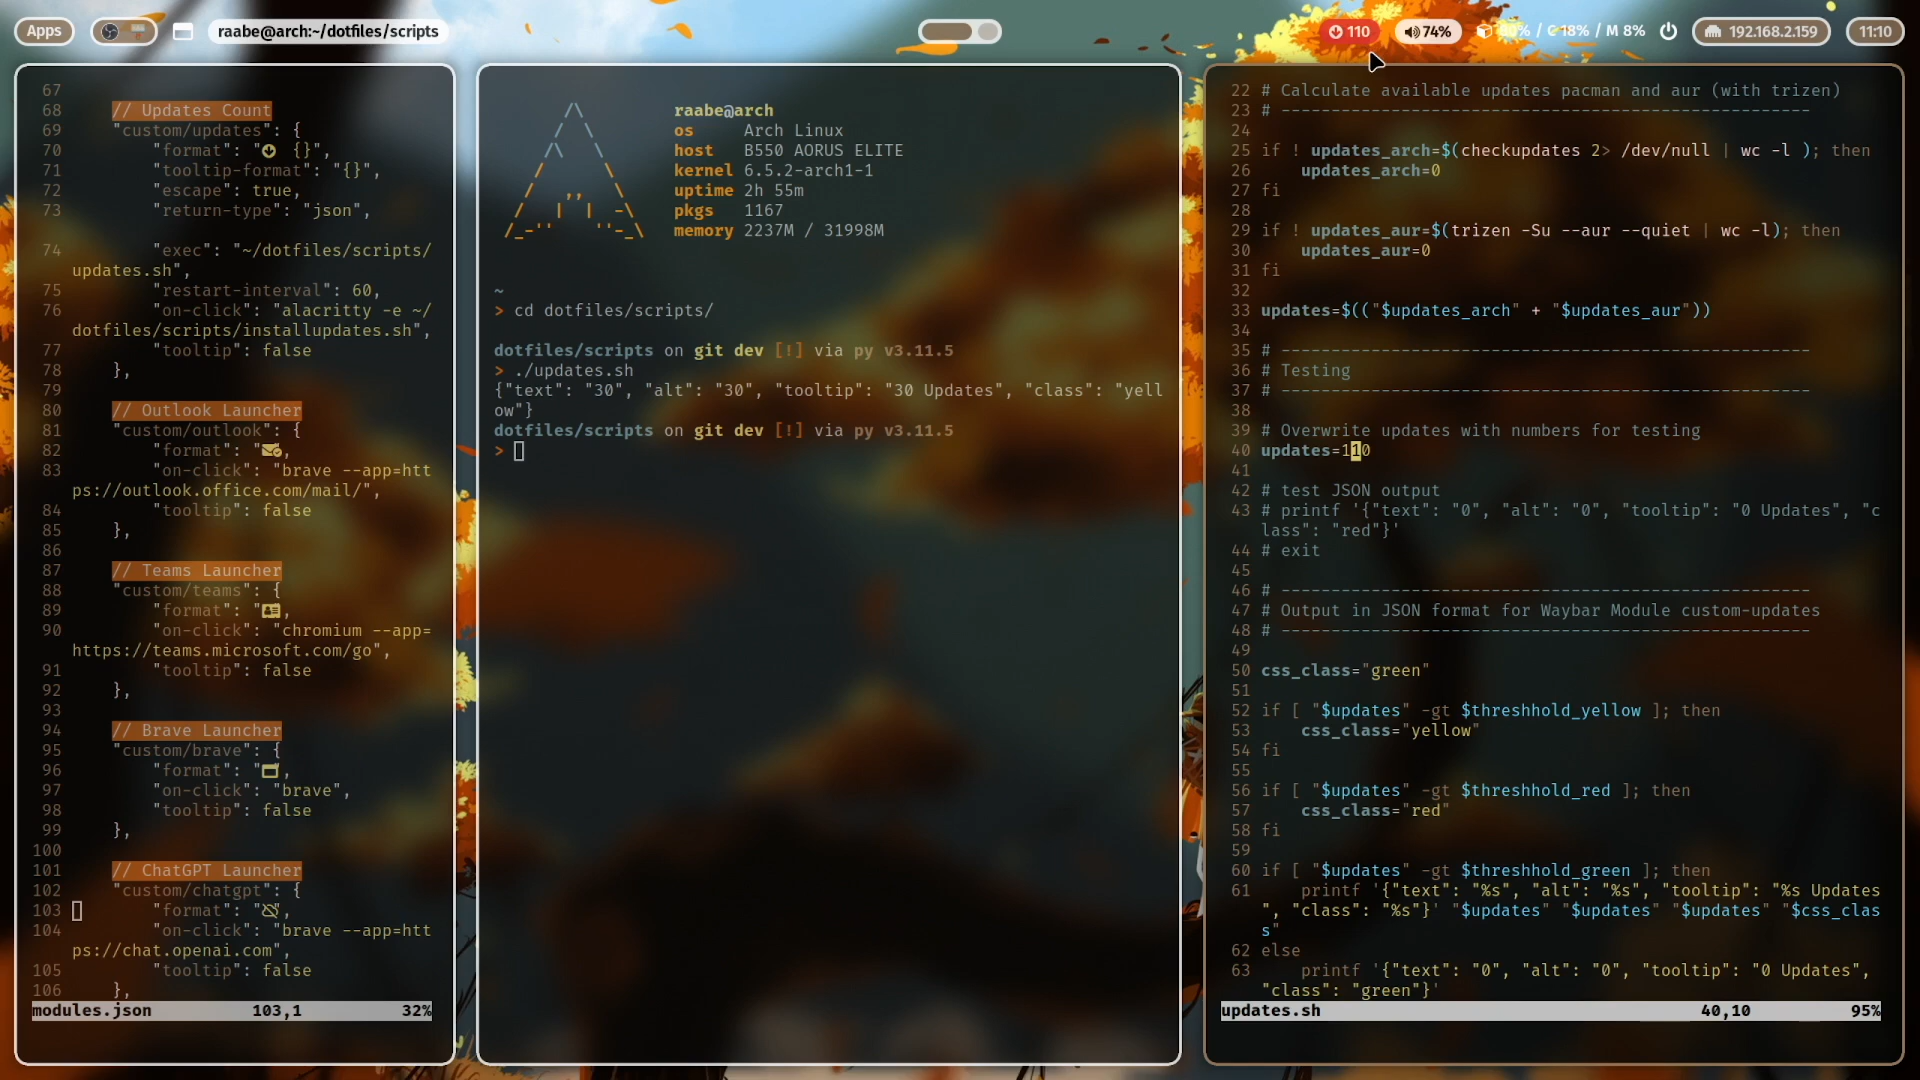 Apps
raabe@arch:~/dotfiles/scripts
110
74%
/ C 18% / M 8%
192.168.2.159
11:10
67
68 // Updates Count
69 "custom/updates": {
70 "format": " {}",
71 "tooltip-format": "{}",
72 "escape": true,
73 "return-type": "json",
74 "exec": "~/dotfiles/scripts/
updates.sh",
75 "restart-interval": 60,
76 "on-click": "alacritty -e ~/
dotfiles/scripts/installupdates.sh",
77 "tooltip": false
78 },
79
80 // Outlook Launcher
81 "custom/outlook": {
82 "format": " ",
83 "on-click": "brave --app=htt
ps://outlook.office.com/mail/",
84 "tooltip": false
85 },
86
87 // Teams Launcher
88 "custom/teams": {
89 "format": " ",
90 "on-click": "chromium --app=
https://teams.microsoft.com/go",
91 "tooltip": false
92 },
93
94 // Brave Launcher
95 "custom/brave": {
96 "format": " ",
97 "on-click": "brave",
98 "tooltip": false
99 },
100
101 // ChatGPT Launcher
102 "custom/chatgpt": {
103 "format": " ",
104 "on-click": "brave --app=htt
ps://chat.openai.com",
105 "tooltip": false
106 },
modules.json 103,1 32%
raabe@arch
os Arch Linux
host B550 AORUS ELITE
kernel 6.5.2-arch1-1
uptime 2h 55m
pkgs 1167
memory 2237M / 31998M
~
> cd dotfiles/scripts/
dotfiles/scripts on git dev [!] via py v3.11.5
> ./updates.sh
{"text": "30", "alt": "30", "tooltip": "30 Updates", "class": "yell
ow"}
dotfiles/scripts on git dev [!] via py v3.11.5
>
22 # Calculate available updates pacman and aur (with trizen)
23 # -----------------------------------------------------
24
25 if ! updates_arch=$(checkupdates 2> /dev/null | wc -l ); then
26 updates_arch=0
27 fi
28
29 if ! updates_aur=$(trizen -Su --aur --quiet | wc -l); then
30 updates_aur=0
31 fi
32
33 updates=$(("$updates_arch" + "$updates_aur"))
34
35 # -----------------------------------------------------
36 # Testing
37 # -----------------------------------------------------
38
39 # Overwrite updates with numbers for testing
40 updates=110
41
42 # test JSON output
43 # printf '{"text": "0", "alt": "0", "tooltip": "0 Updates", "c
lass": "red"}'
44 # exit
45
46 # -----------------------------------------------------
47 # Output in JSON format for Waybar Module custom-updates
48 # -----------------------------------------------------
49
50 css_class="green"
51
52 if [ "$updates" -gt $threshhold_yellow ]; then
53 css_class="yellow"
54 fi
55
56 if [ "$updates" -gt $threshhold_red ]; then
57 css_class="red"
58 fi
59
60 if [ "$updates" -gt $threshhold_green ]; then
61 printf '{"text": "%s", "alt": "%s", "tooltip": "%s Updates
", "class": "%s"}' "$updates" "$updates" "$updates" "$css_clas
s"
62 else
63 printf '{"text": "0", "alt": "0", "tooltip": "0 Updates",
"class": "green"}'
updates.sh 40,10 95%